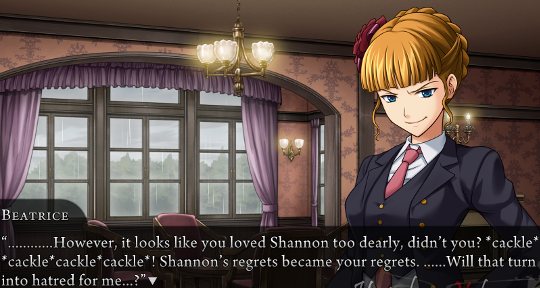 Beatrice
“............However, it looks like you loved Shannon too dearly, didn't you? *cackle*
*cackle*cackle*cackle*! Shannon's regrets became your regrets. ......Will that turn
into hatred for me...?”▼